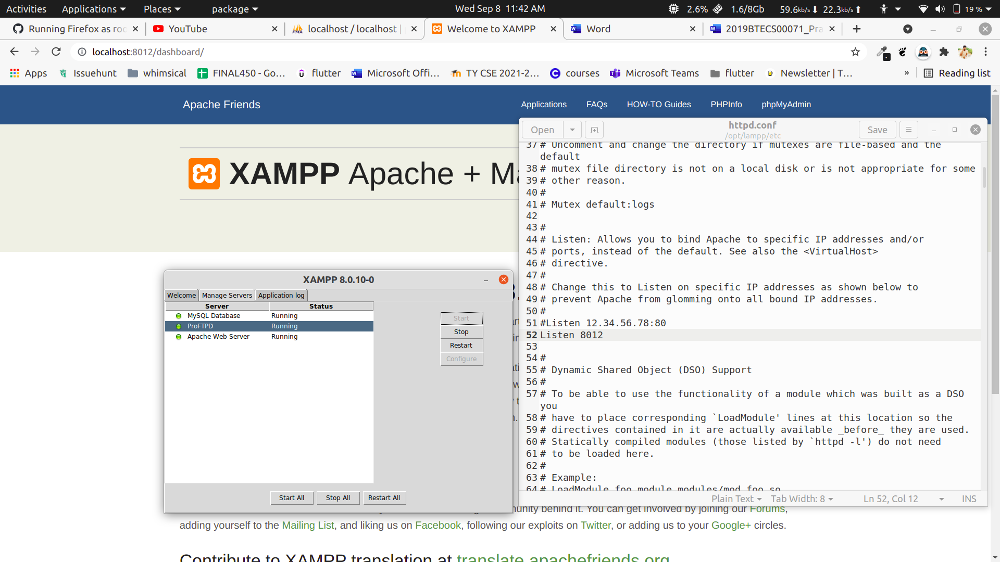 Activities Applications Places package Wed Sep 8 11:42 AM 2.6% 1.6/8Gb 59.6kb/s 22.3kb/s 19 %
Running Firefox as roo YouTube localhost / localhost | Welcome to XAMPP Word 2019BTECS00071_Pra
localhost:8012/dashboard/
Apps Issuehunt whimsical FINAL450 - Go... flutter Microsoft Offi... TY CSE 2021-2... courses Microsoft Teams flutter Newsletter | T... » Reading list
Apache Friends Applications FAQs HOW-TO Guides PHPInfo phpMyAdmin
XAMPP Apache + Ma
XAMPP 8.0.10-0
Welcome Manage Servers Application log
Server Status
MySQL Database Running
ProFTPD Running
Apache Web Server Running
Start
Stop
Restart
Configure
Start All Stop All Restart All
Open httpd.conf Save
/opt/lampp/etc
37 # Uncomment and change the directory if mutexes are file-based and the
default
38 # mutex file directory is not on a local disk or is not appropriate for some
39 # other reason.
40 #
41 # Mutex default:logs
42
43 #
44 # Listen: Allows you to bind Apache to specific IP addresses and/or
45 # ports, instead of the default. See also the <VirtualHost>
46 # directive.
47 #
48 # Change this to Listen on specific IP addresses as shown below to
49 # prevent Apache from glomming onto all bound IP addresses.
50 #
51 #Listen 12.34.56.78:80
52 Listen 8012
53
54 #
55 # Dynamic Shared Object (DSO) Support
56 #
57 # To be able to use the functionality of a module which was built as a DSO
you
58 # have to place corresponding `LoadModule' lines at this location so the
59 # directives contained in it are actually available _before_ they are used.
60 # Statically compiled modules (those listed by `httpd -l') do not need
61 # to be loaded here.
62 #
63 # Example:
64 # LoadModule foo_module modules/mod_foo.so
Plain Text Tab Width: 8 Ln 52, Col 12 INS
behind it. You can get involved by joining our Forums,
adding yourself to the Mailing List, and liking us on Facebook, following our exploits on Twitter, or adding us to your Google+ circles.
Contribute to XAMPP translation at translate.apachefriends.org